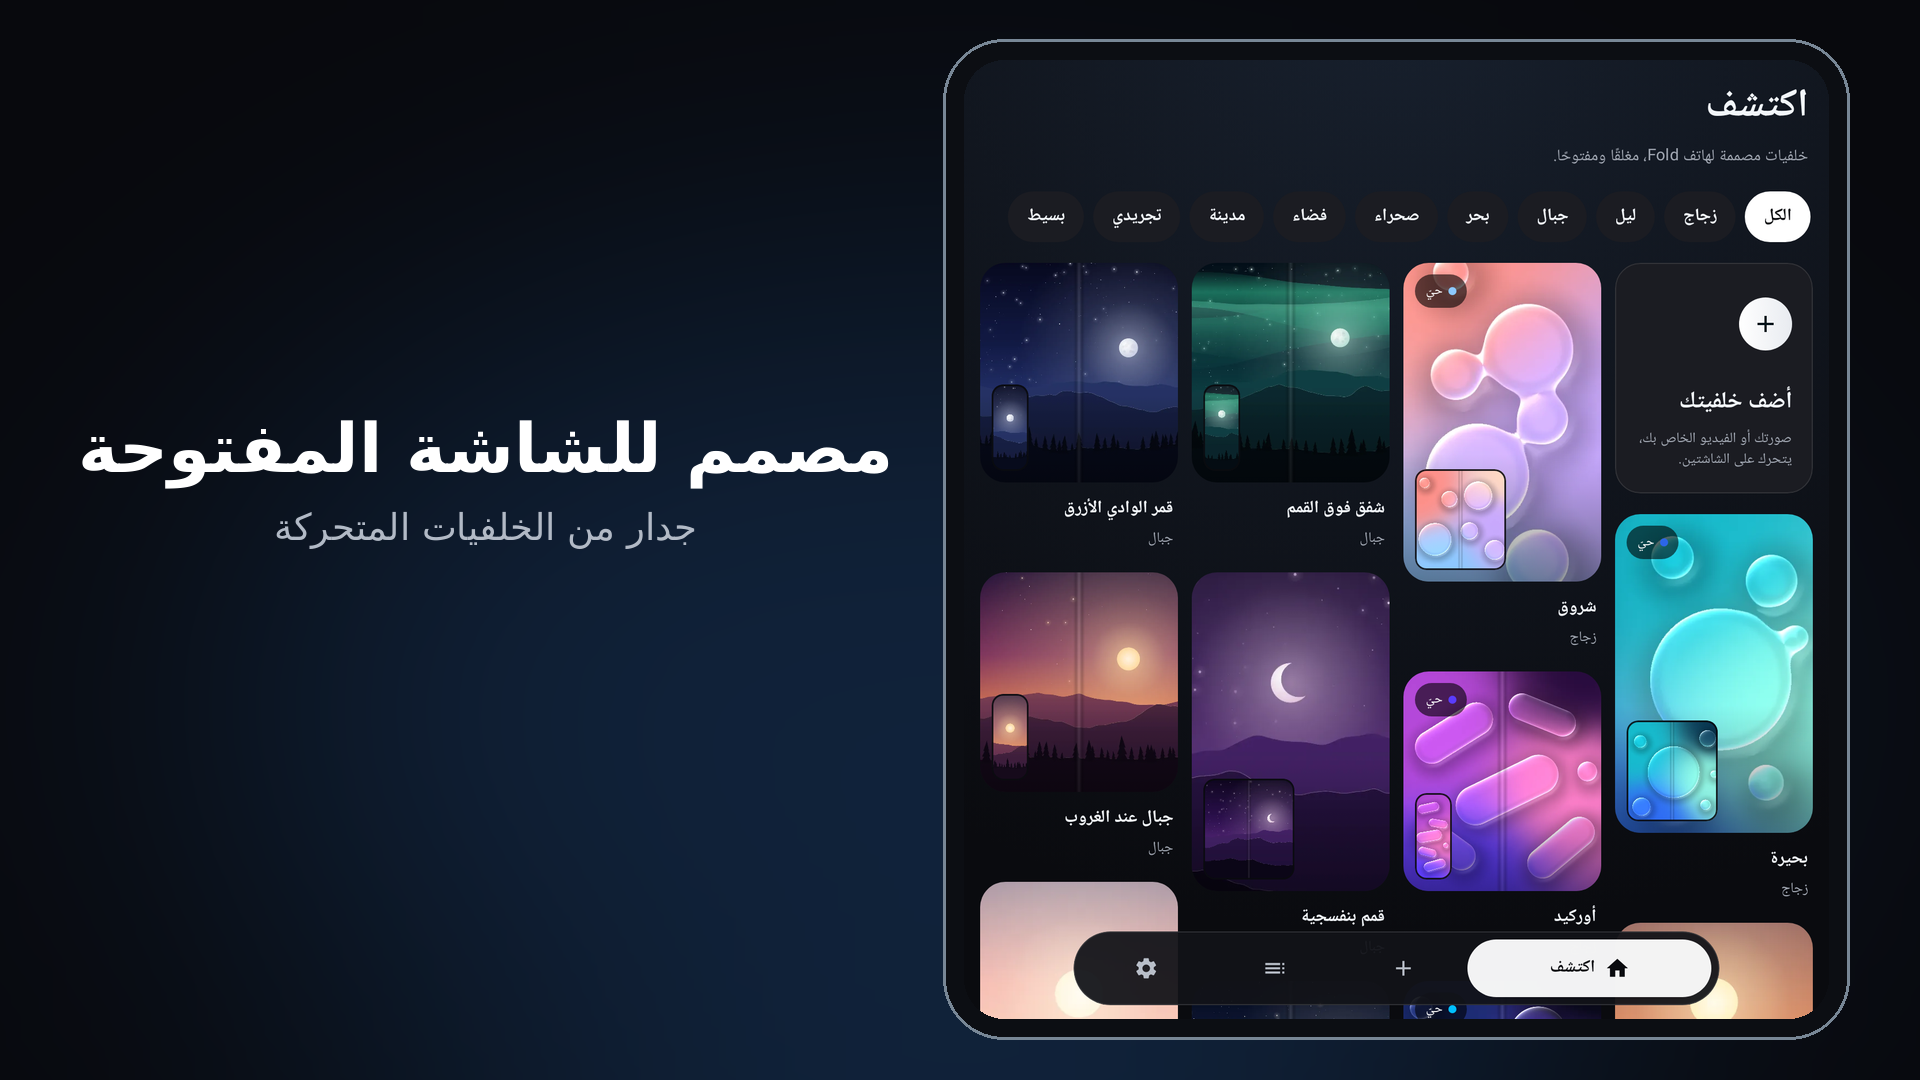 مصمم للشاشة المفتوحة
جدار من الخلفيات المتحركة
اكتشف
خلفيات مصممة لهاتف Fold، مغلقًا ومفتوحًا.
الكل
زجاج
ليل
جبال
بحر
صحراء
فضاء
مدينة
تجريدي
بسيط
أضف خلفيتك
صورتك أو الفيديو الخاص بك،
يتحرك على الشاشتين.
حيّ
شروق
زجاج
شفق فوق القمم
جبال
قمر الوادي الأزرق
جبال
حيّ
بحيرة
زجاج
حيّ
أوركيد
قمم بنفسجية
جبال
جبال عند الغروب
جبال
حيّ
اكتشف